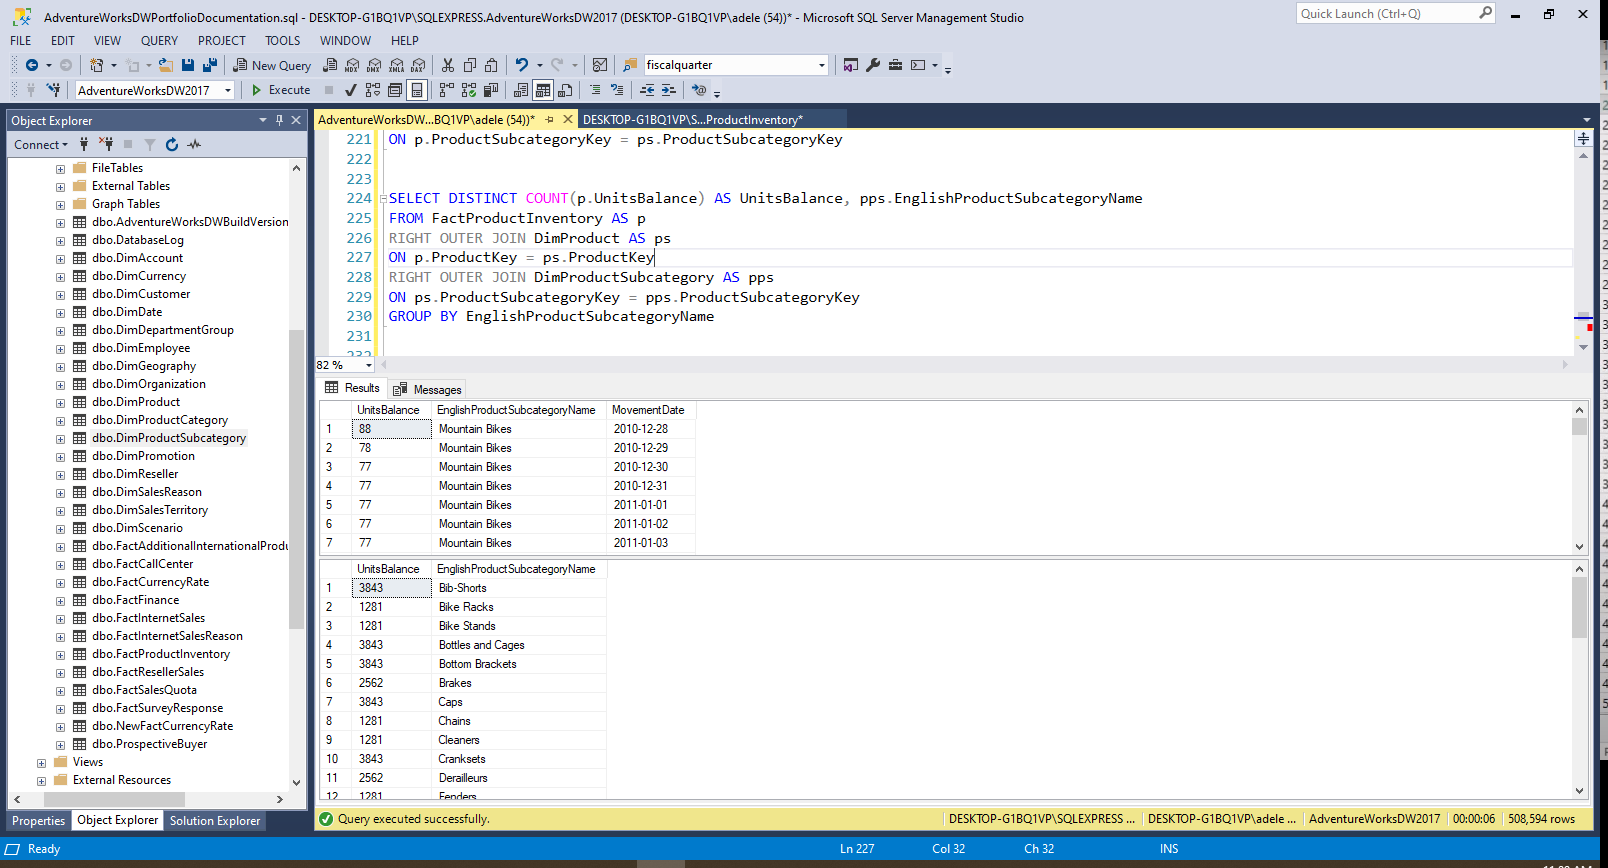 AdventureWorksDWPortfolioDocumentation.sql - DESKTOP-G1BQ1VP\SQLEXPRESS.AdventureWorksDW2017 (DESKTOP-G1BQ1VP\adele (54))* - Microsoft SQL Server Management Studio
Quick Launch (Ctrl+Q)
FILE EDIT VIEW QUERY PROJECT TOOLS WINDOW HELP
New Query MDX DMX XMLA DAX fiscalquarter
AdventureWorksDW2017 Execute
Object Explorer
Connect
FileTables
External Tables
Graph Tables
dbo.AdventureWorksDWBuildVersion
dbo.DatabaseLog
dbo.DimAccount
dbo.DimCurrency
dbo.DimCustomer
dbo.DimDate
dbo.DimDepartmentGroup
dbo.DimEmployee
dbo.DimGeography
dbo.DimOrganization
dbo.DimProduct
dbo.DimProductCategory
dbo.DimProductSubcategory
dbo.DimPromotion
dbo.DimReseller
dbo.DimSalesReason
dbo.DimSalesTerritory
dbo.DimScenario
dbo.FactAdditionalInternationalProdu
dbo.FactCallCenter
dbo.FactCurrencyRate
dbo.FactFinance
dbo.FactInternetSales
dbo.FactInternetSalesReason
dbo.FactProductInventory
dbo.FactResellerSales
dbo.FactSalesQuota
dbo.FactSurveyResponse
dbo.NewFactCurrencyRate
dbo.ProspectiveBuyer
Views
External Resources
Properties Object Explorer Solution Explorer
AdventureWorksDW...BQ1VP\adele (54))* DESKTOP-G1BQ1VP\S...ProductInventory*
221 ON p.ProductSubcategoryKey = ps.ProductSubcategoryKey
222
223
224 SELECT DISTINCT COUNT(p.UnitsBalance) AS UnitsBalance, pps.EnglishProductSubcategoryName
225 FROM FactProductInventory AS p
226 RIGHT OUTER JOIN DimProduct AS ps
227 ON p.ProductKey = ps.ProductKey
228 RIGHT OUTER JOIN DimProductSubcategory AS pps
229 ON ps.ProductSubcategoryKey = pps.ProductSubcategoryKey
230 GROUP BY EnglishProductSubcategoryName
231
232
82 %
Results Messages
UnitsBalance EnglishProductSubcategoryName MovementDate
1 88 Mountain Bikes 2010-12-28
2 78 Mountain Bikes 2010-12-29
3 77 Mountain Bikes 2010-12-30
4 77 Mountain Bikes 2010-12-31
5 77 Mountain Bikes 2011-01-01
6 77 Mountain Bikes 2011-01-02
7 77 Mountain Bikes 2011-01-03
UnitsBalance EnglishProductSubcategoryName
1 3843 Bib-Shorts
2 1281 Bike Racks
3 1281 Bike Stands
4 3843 Bottles and Cages
5 3843 Bottom Brackets
6 2562 Brakes
7 3843 Caps
8 1281 Chains
9 1281 Cleaners
10 3843 Cranksets
11 2562 Derailleurs
12 1281 Fenders
Query executed successfully. DESKTOP-G1BQ1VP\SQLEXPRESS ... DESKTOP-G1BQ1VP\adele ... AdventureWorksDW2017 00:00:06 508,594 rows
Ready Ln 227 Col 32 Ch 32 INS